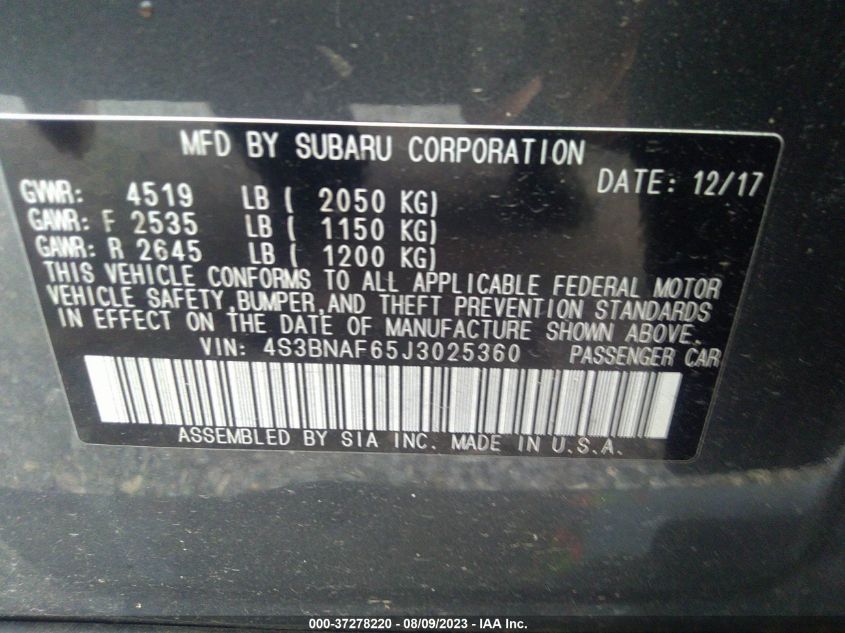 MFD BY SUBARU CORPORATION
DATE: 12/17
GVWR: 4519 LB ( 2050 KG)
GAWR: F 2535 LB ( 1150 KG)
GAWR: R 2645 LB ( 1200 KG)
THIS VEHICLE CONFORMS TO ALL APPLICABLE FEDERAL MOTOR
VEHICLE SAFETY,BUMPER,AND THEFT PREVENTION STANDARDS
IN EFFECT ON THE DATE OF MANUFACTURE SHOWN ABOVE.
VIN: 4S3BNAF65J3025360 PASSENGER CAR
ASSEMBLED BY SIA INC. MADE IN U.S.A.
000-37278220 - 08/09/2023 - IAA Inc.